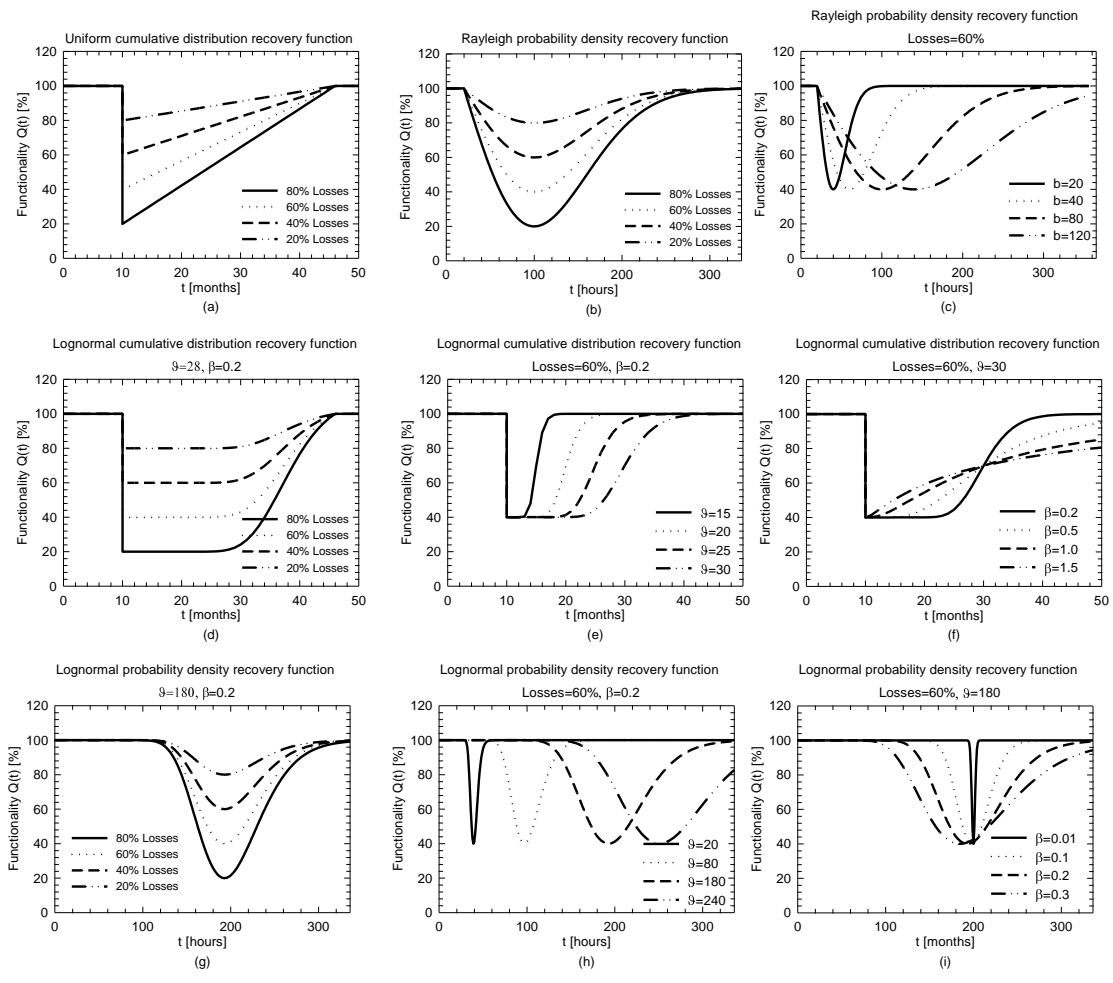 Uniform cumulative distribution recovery function
120
100
80
60
40
20
0
Functionality Q(t) [%]
80% Losses
60% Losses
40% Losses
20% Losses
0 10 20 30 40 50
t [months]
(a)
Rayleigh probability density recovery function
120
100
80
60
40
20
0
Functionality Q(t) [%]
80% Losses
60% Losses
40% Losses
20% Losses
0 100 200 300
t [hours]
(b)
Rayleigh probability density recovery function
Losses=60%
120
100
80
60
40
20
0
Functionality Q(t) [%]
b=20
b=40
b=80
b=120
0 100 200 300
t [hours]
(c)
Lognormal cumulative distribution recovery function
ϑ=28, β=0.2
120
100
80
60
40
20
0
Functionality Q(t) [%]
80% Losses
60% Losses
40% Losses
20% Losses
0 10 20 30 40 50
t [months]
(d)
Lognormal cumulative distribution recovery function
Losses=60%, β=0.2
120
100
80
60
40
20
0
Functionality Q(t) [%]
ϑ=15
ϑ=20
ϑ=25
ϑ=30
0 10 20 30 40 50
t [months]
(e)
Lognormal cumulative distribution recovery function
Losses=60%, ϑ=30
120
100
80
60
40
20
0
Functionality Q(t) [%]
β=0.2
β=0.5
β=1.0
β=1.5
0 10 20 30 40 50
t [months]
(f)
Lognormal probability density recovery function
ϑ=180, β=0.2
120
100
80
60
40
20
0
Functionality Q(t) [%]
80% Losses
60% Losses
40% Losses
20% Losses
0 100 200 300
t [hours]
(g)
Lognormal probability density recovery function
Losses=60%, β=0.2
120
100
80
60
40
20
0
Functionality Q(t) [%]
ϑ=20
ϑ=80
ϑ=180
ϑ=240
0 100 200 300
t [hours]
(h)
Lognormal probability density recovery function
Losses=60%, ϑ=180
120
100
80
60
40
20
0
Functionality Q(t) [%]
β=0.01
β=0.1
β=0.2
β=0.3
0 100 200 300
t [months]
(i)